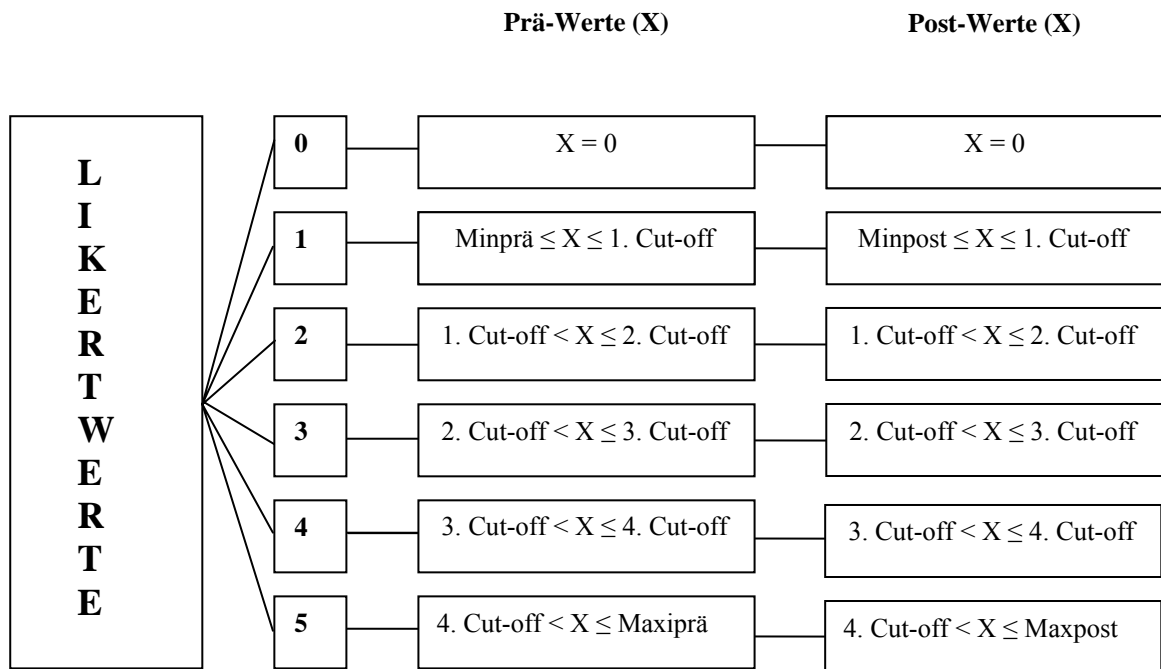 Prä-Werte (X) Post-Werte (X)
LIKERTWERTE
0 X = 0 X = 0
1 Minprä ≤ X ≤ 1. Cut-off Minpost ≤ X ≤ 1. Cut-off
2 1. Cut-off < X ≤ 2. Cut-off 1. Cut-off < X ≤ 2. Cut-off
3 2. Cut-off < X ≤ 3. Cut-off 2. Cut-off < X ≤ 3. Cut-off
4 3. Cut-off < X ≤ 4. Cut-off 3. Cut-off < X ≤ 4. Cut-off
5 4. Cut-off < X ≤ Maxiprä 4. Cut-off < X ≤ Maxpost